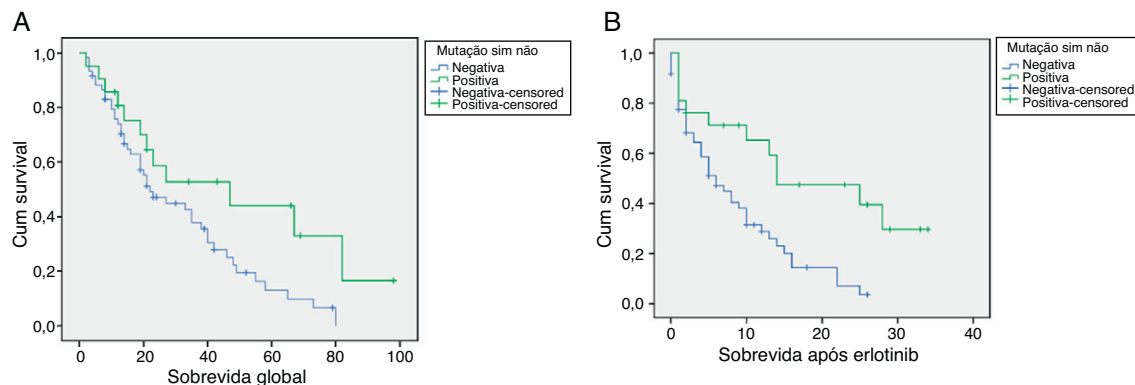 A
Cum survival
1,0
0,8
0,6
0,4
0,2
0,0
0
20
40
60
80
100
Sobrevida global
Mutação sim não
Negativa
Positiva
Negativa-censored
Positiva-censored
B
Cum survival
1,0
0,8
0,6
0,4
0,2
0,0
0
10
20
30
40
Sobrevida após erlotinib
Mutação sim não
Negativa
Positiva
Negativa-censored
Positiva-censored